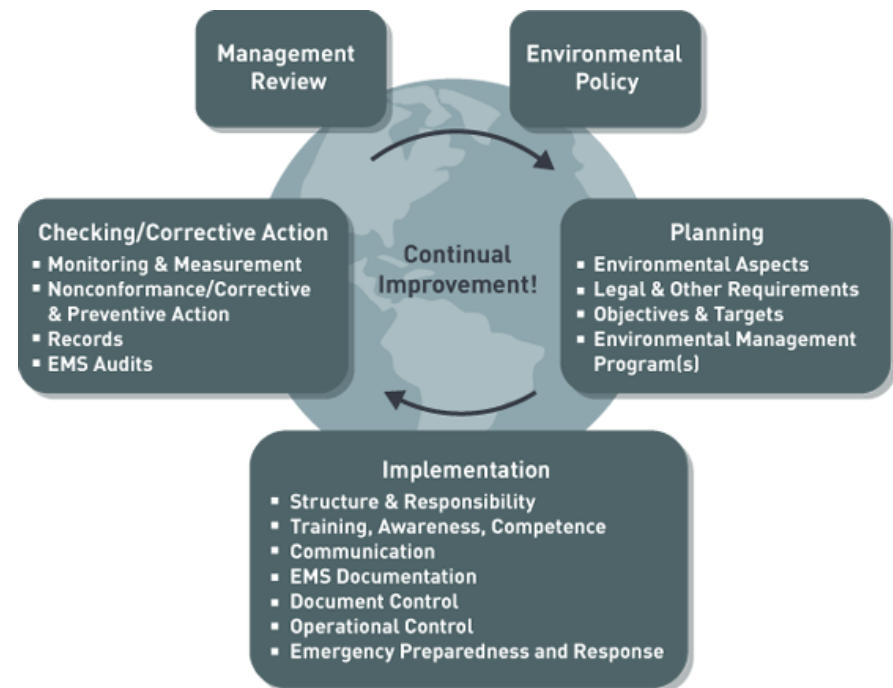 Management
Review
Environmental
Policy
Checking/Corrective Action
▪ Monitoring & Measurement
▪ Nonconformance/Corrective
& Preventive Action
▪ Records
▪ EMS Audits
Continual
Improvement!
Planning
▪ Environmental Aspects
▪ Legal & Other Requirements
▪ Objectives & Targets
▪ Environmental Management
Program(s)
Implementation
▪ Structure & Responsibility
▪ Training, Awareness, Competence
▪ Communication
▪ EMS Documentation
▪ Document Control
▪ Operational Control
▪ Emergency Preparedness and Response